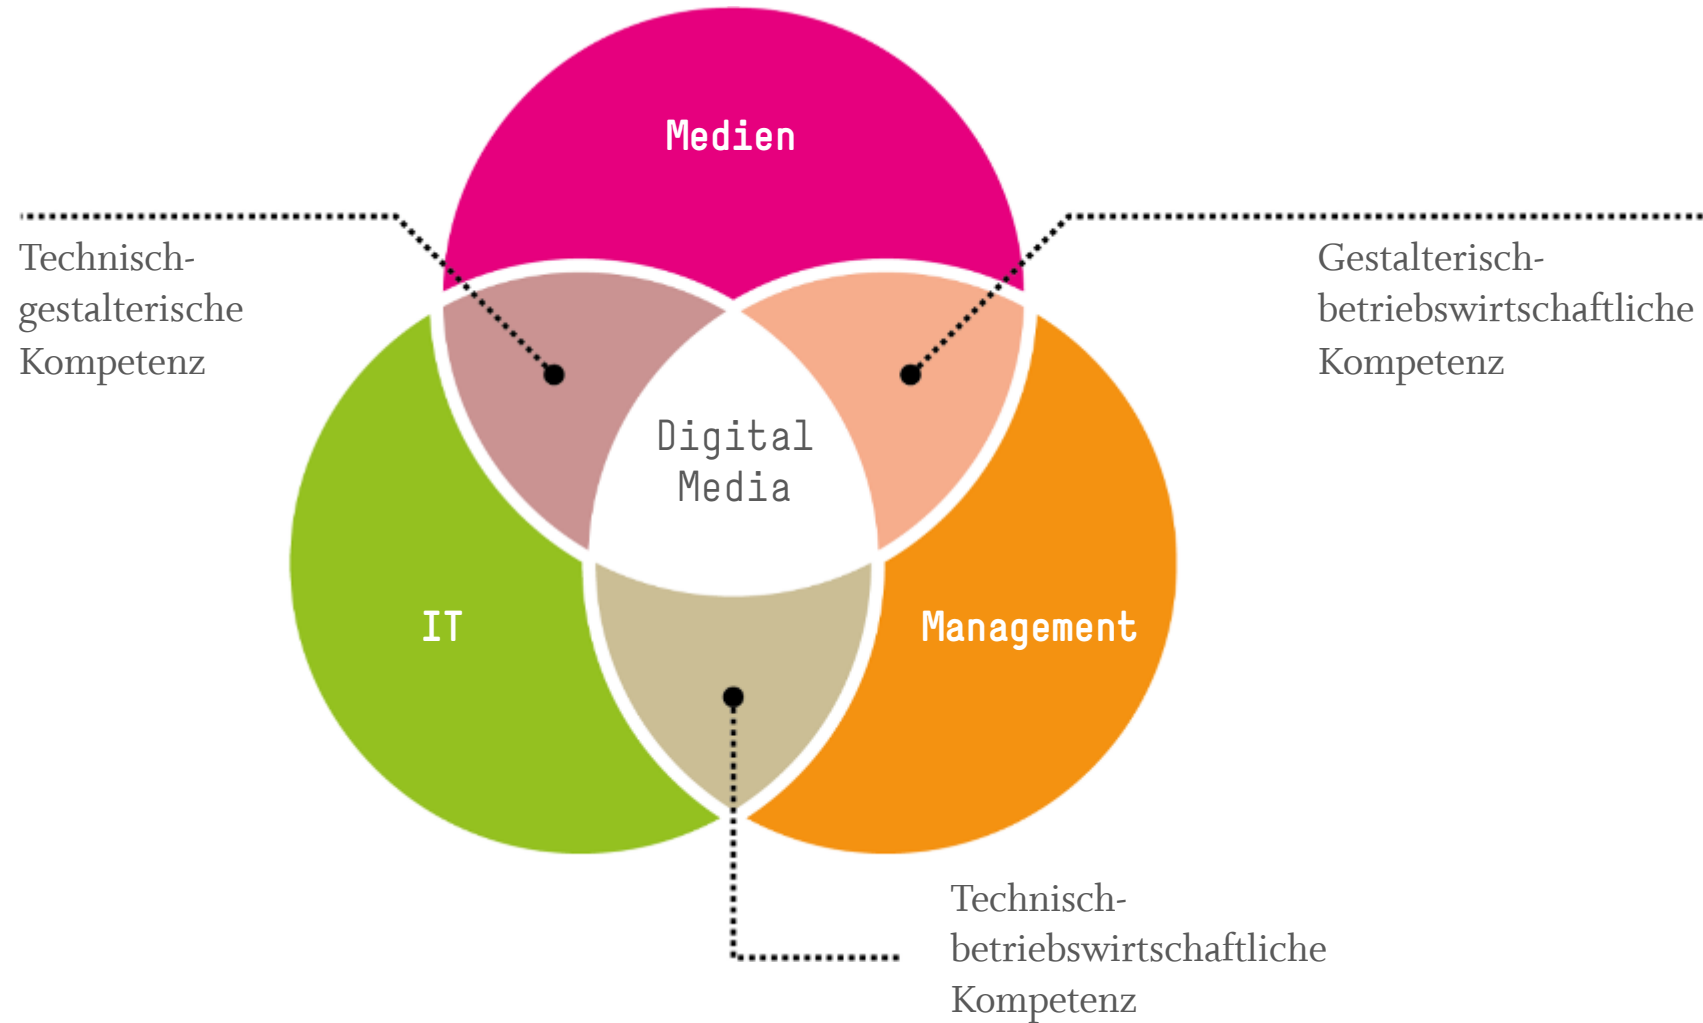 Medien
Technisch-
gestalterische
Kompetenz
Gestalterisch-
betriebswirtschaftliche
Kompetenz
Digital
Media
IT
Management
Technisch-
betriebswirtschaftliche
Kompetenz